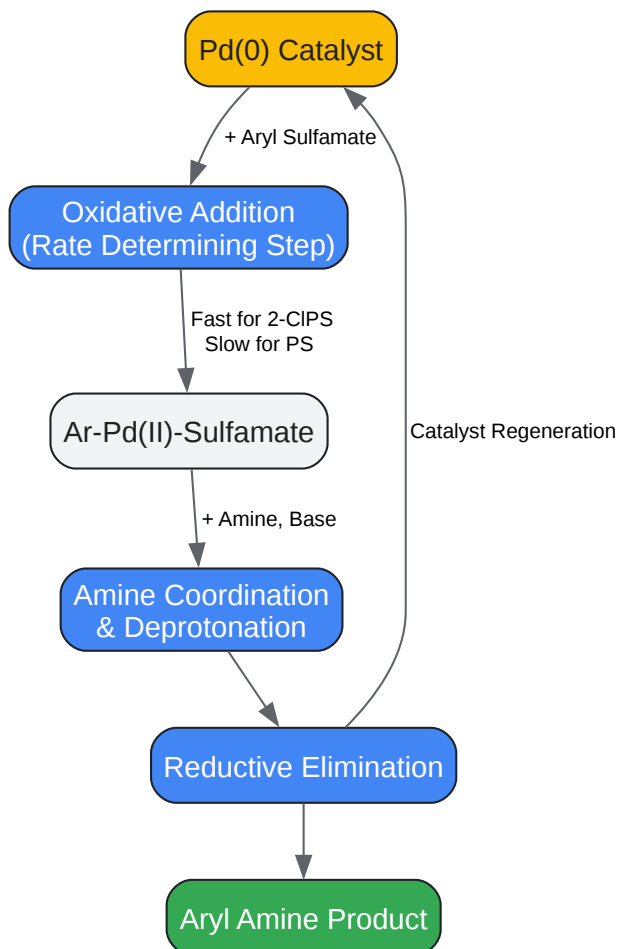 Pd(0) Catalyst
+ Aryl Sulfamate
Oxidative Addition
(Rate Determining Step)
Fast for 2-ClPS
Slow for PS
Ar-Pd(II)-Sulfamate
Catalyst Regeneration
+ Amine, Base
Amine Coordination
& Deprotonation
Reductive Elimination
Aryl Amine Product